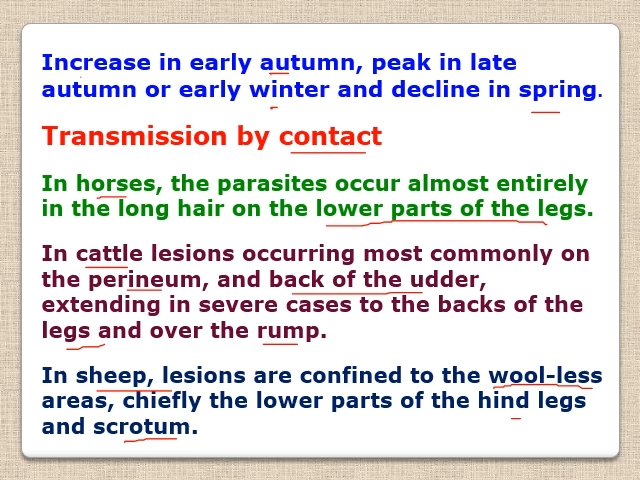 Increase in early autumn, peak in late
autumn or early winter and decline in spring.
Transmission by contact
In horses, the parasites occur almost entirely
in the long hair on the lower parts of the legs.
In cattle lesions occurring most commonly on
the perineum, and back of the udder,
extending in severe cases to the backs of the
legs and over the rump.
In sheep, lesions are confined to the wool-less
areas, chiefly the lower parts of the hind legs
and scrotum.